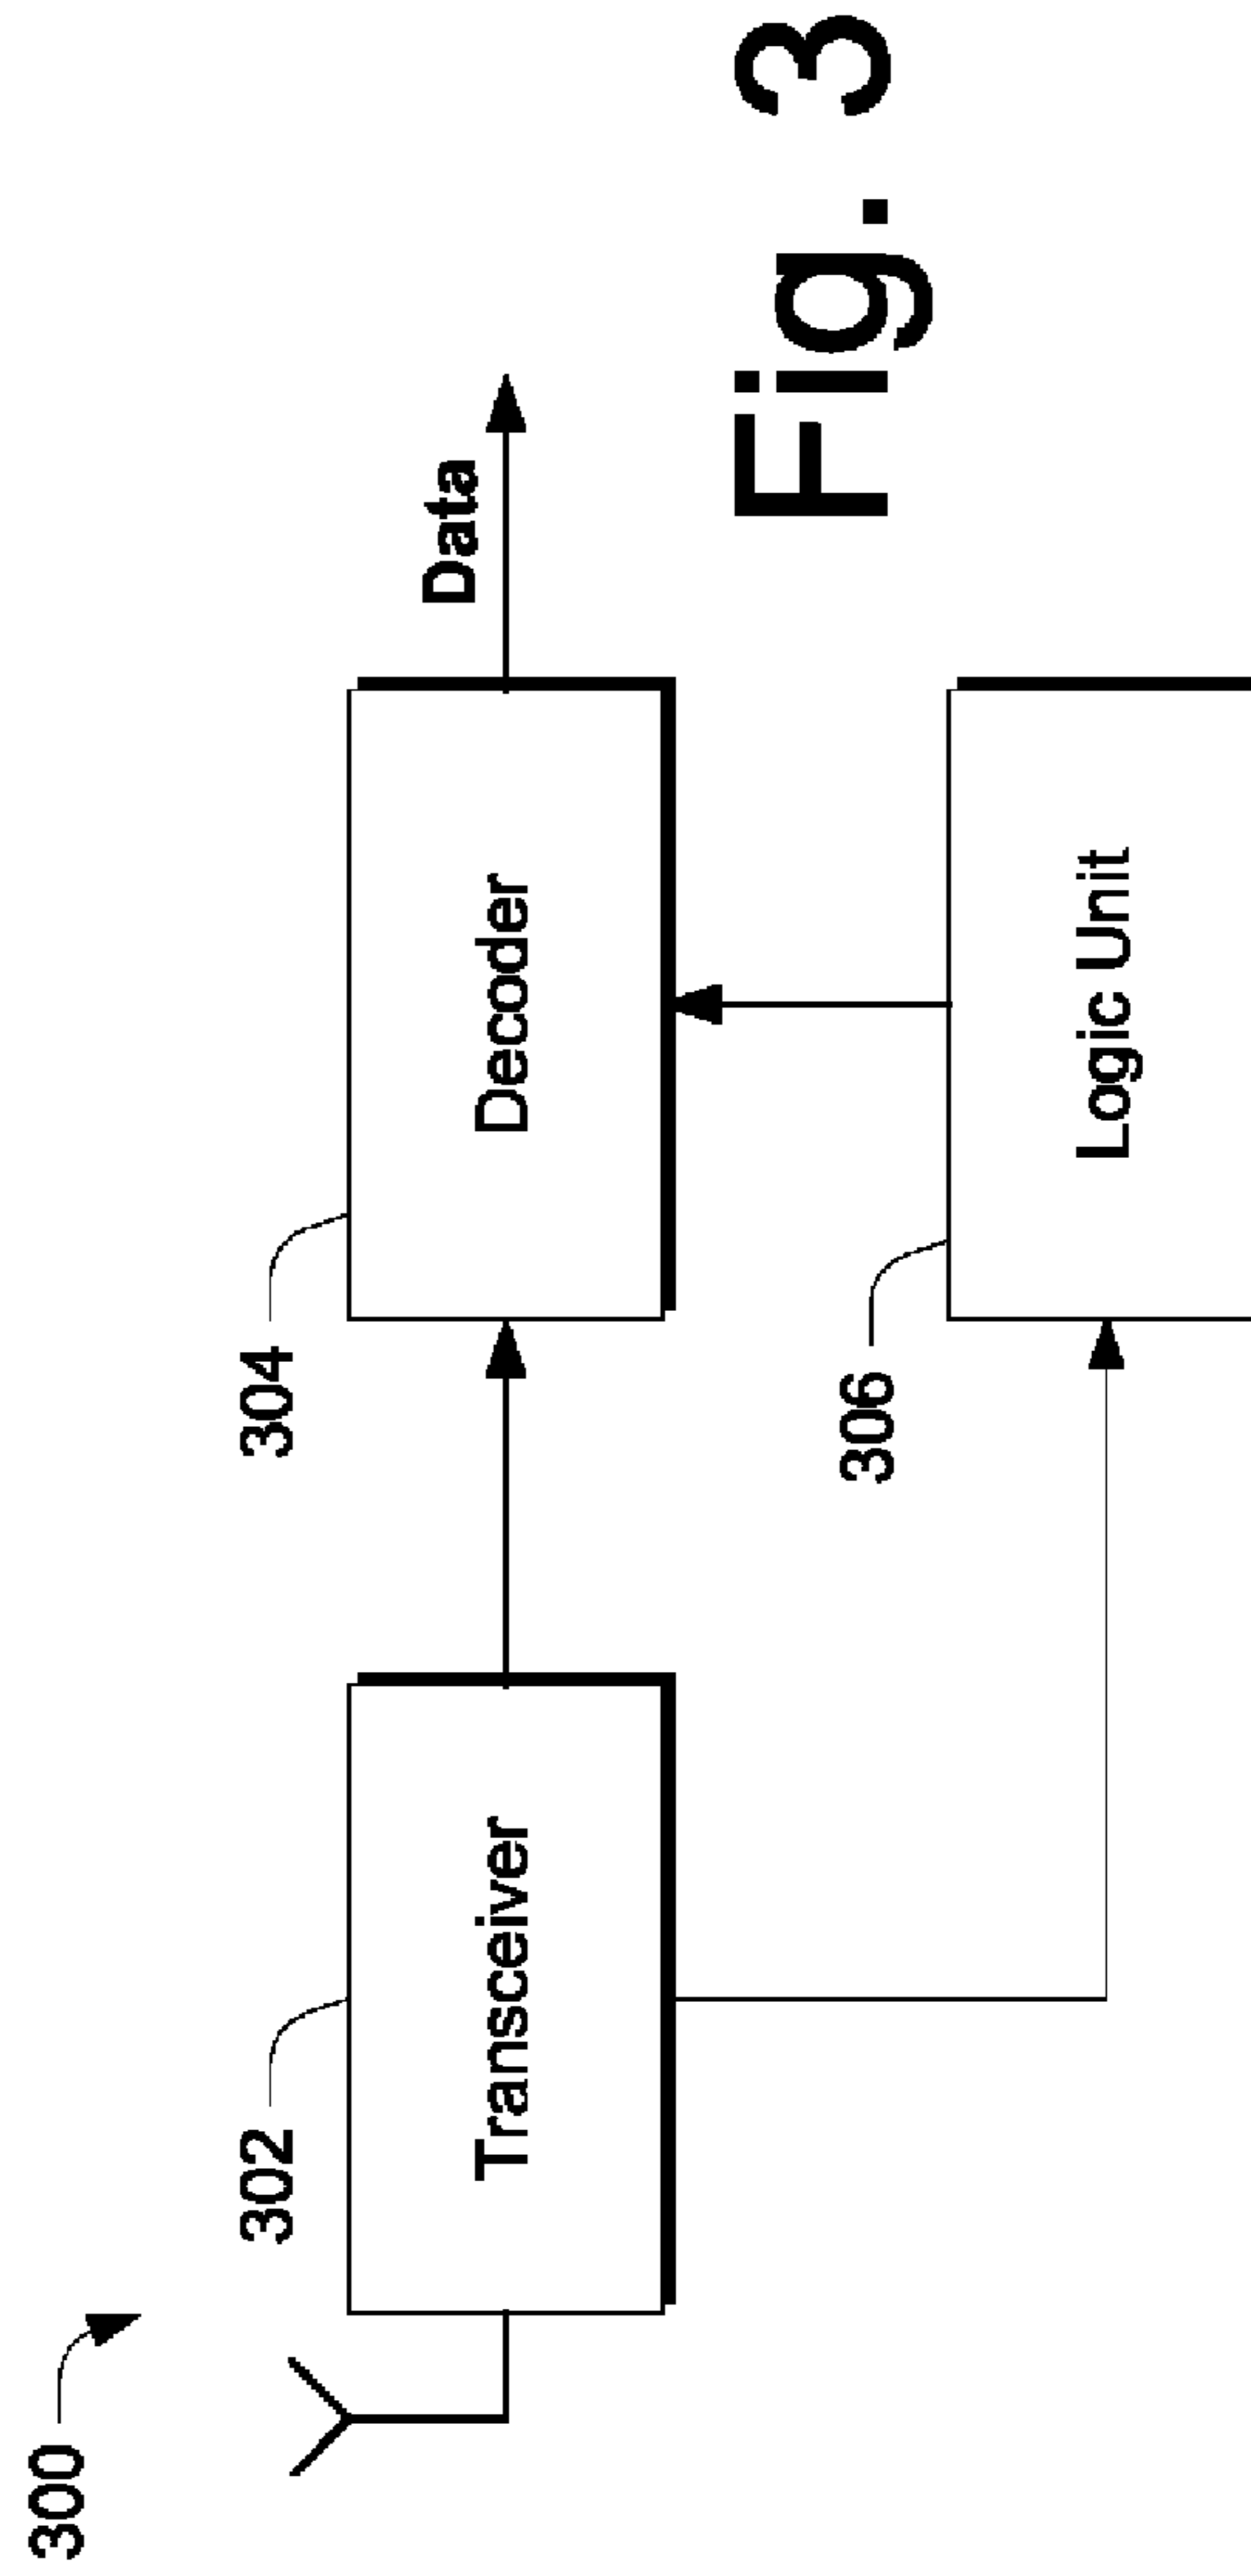 300
302
Transceiver
304
Decoder
Data
306
Logic Unit
Fig. 3